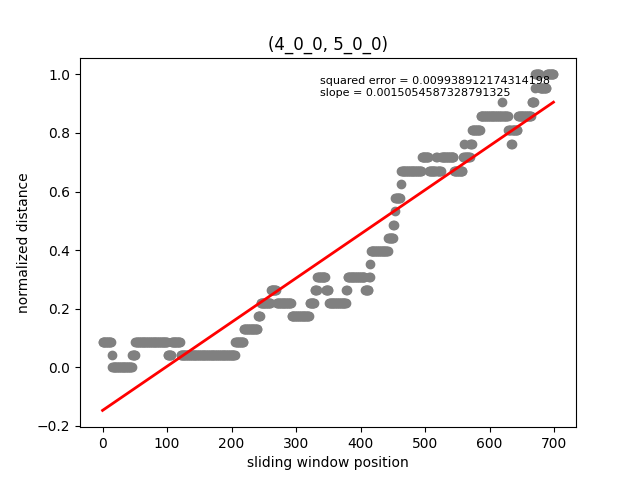 (4_0_0, 5_0_0)
squared error = 0.009938912174314198
slope = 0.0015054587328791325
normalized distance
1.0
0.8
0.6
0.4
0.2
0.0
−0.2
0 100 200 300 400 500 600 700
sliding window position